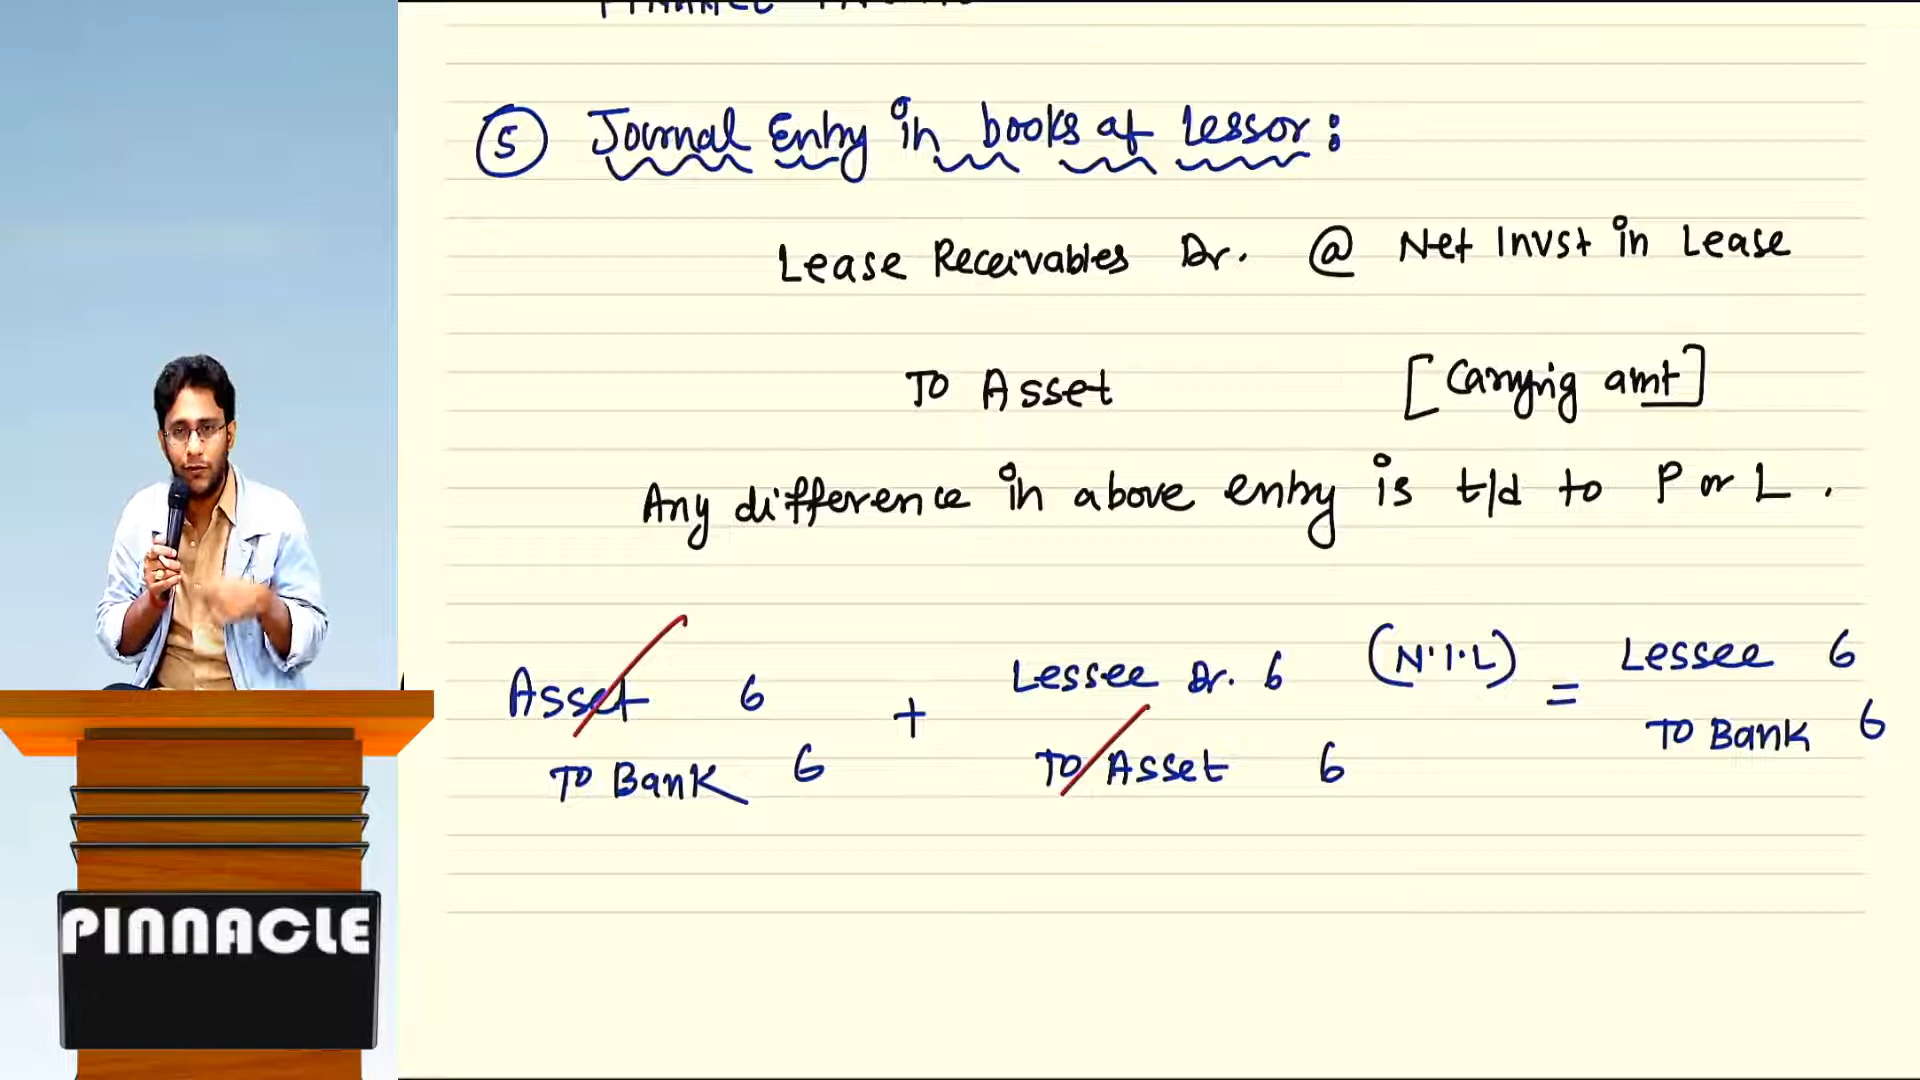 ⑤ Journal Entry in books of Lessor :
Lease Receivables Dr. @ Net Invst in Lease
To Asset [Carrying amt]
Any difference in above entry is t/d to P or L .
Asset 6 + Lessee Dr. 6 (N.I.L) = Lessee 6
To Bank 6 To Asset 6 To Bank 6
PINNACLE